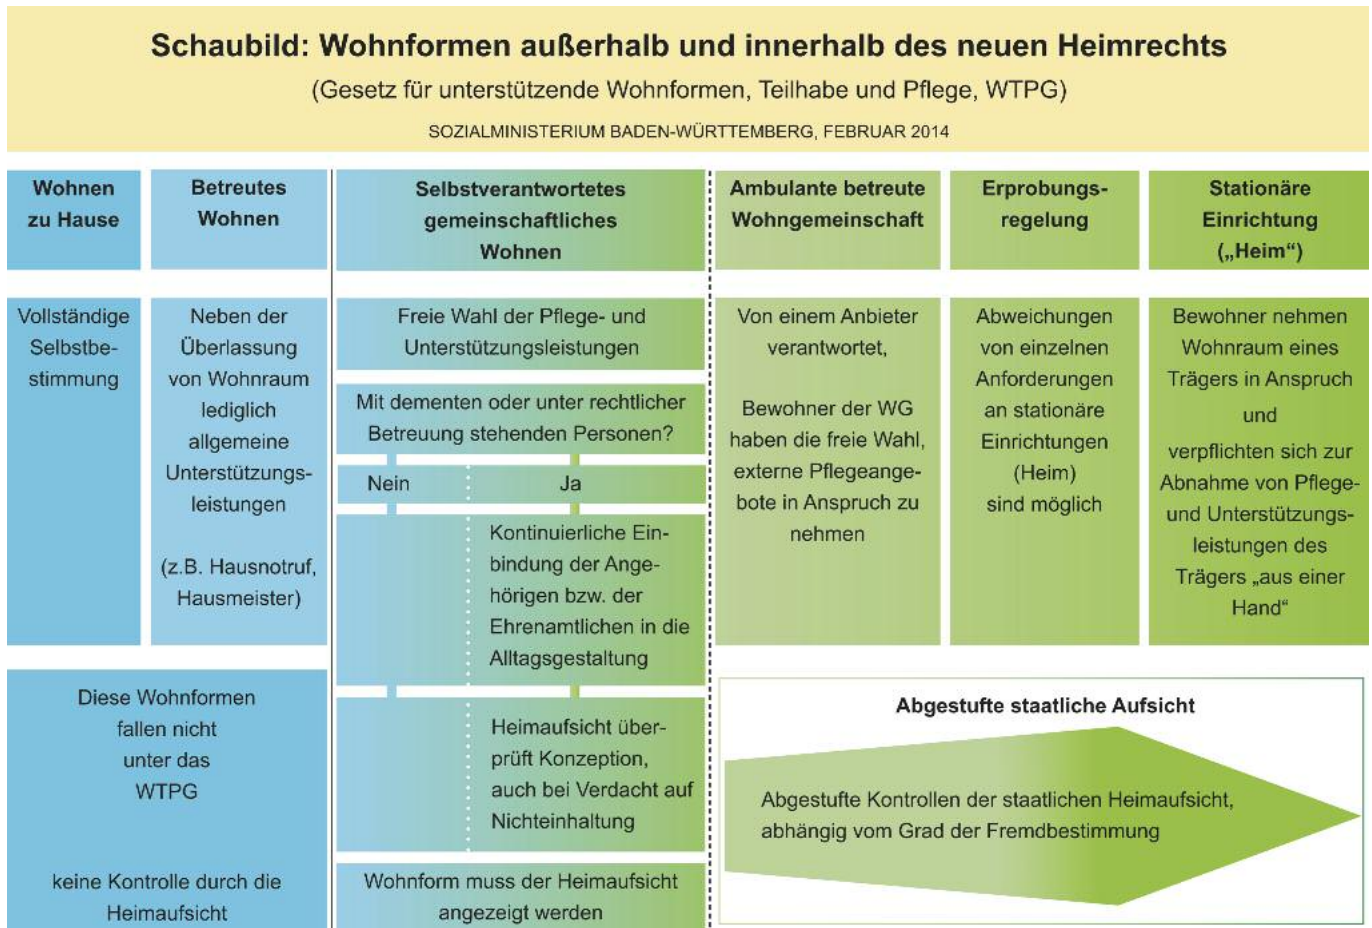 Schaubild: Wohnformen außerhalb und innerhalb des neuen Heimrechts
(Gesetz für unterstützende Wohnformen, Teilhabe und Pflege, WTPG)
SOZIALMINISTERIUM BADEN-WÜRTTEMBERG, FEBRUAR 2014
Wohnen
zu Hause
Betreutes
Wohnen
Selbstverantwortetes
gemeinschaftliches
Wohnen
Ambulante betreute
Wohngemeinschaft
Erprobungs-
regelung
Stationäre
Einrichtung
(„Heim“)
Vollständige
Selbstbe-
stimmung
Neben der
Überlassung
von Wohnraum
lediglich
allgemeine
Unterstützungs-
leistungen
(z.B. Hausnotruf,
Hausmeister)
Freie Wahl der Pflege- und
Unterstützungsleistungen
Mit dementen oder unter rechtlicher
Betreuung stehenden Personen?
Nein
Ja
Kontinuierliche Ein-
bindung der Ange-
hörigen bzw. der
Ehrenamtlichen in die
Alltagsgestaltung
Heimaufsicht über-
prüft Konzeption,
auch bei Verdacht auf
Nichteinhaltung
Wohnform muss der Heimaufsicht
angezeigt werden
Von einem Anbieter
verantwortet,
Bewohner der WG
haben die freie Wahl,
externe Pflegeange-
bote in Anspruch zu
nehmen
Abweichungen
von einzelnen
Anforderungen
an stationäre
Einrichtungen
(Heim)
sind möglich
Bewohner nehmen
Wohnraum eines
Trägers in Anspruch
und
verpflichten sich zur
Abnahme von Pflege-
und Unterstützungs-
leistungen des
Trägers „aus einer
Hand“
Diese Wohnformen
fallen nicht
unter das
WTPG
keine Kontrolle durch die
Heimaufsicht
Abgestufte staatliche Aufsicht
Abgestufte Kontrollen der staatlichen Heimaufsicht,
abhängig vom Grad der Fremdbestimmung